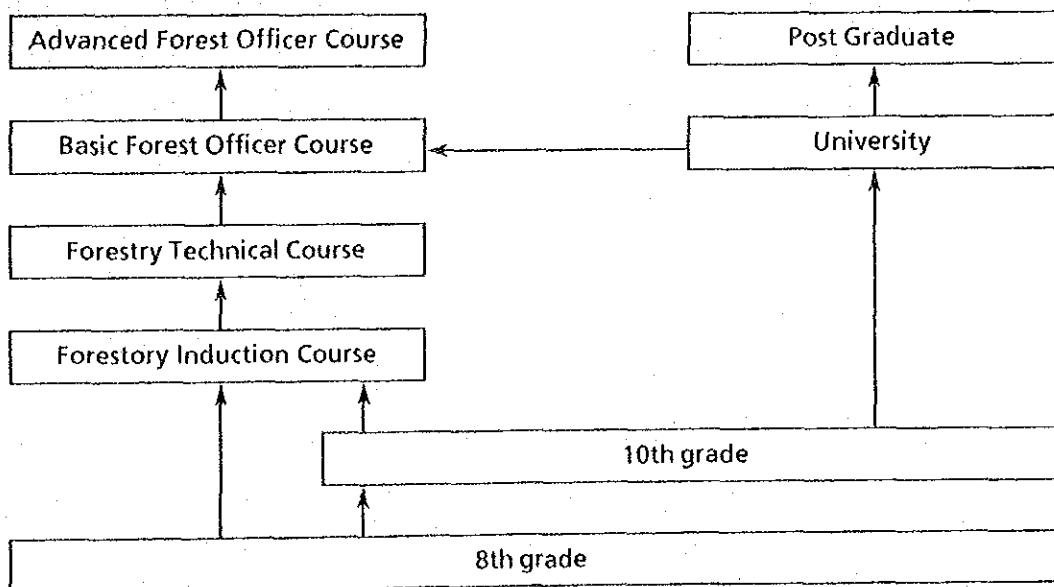 Advanced Forest Officer Course
Post Graduate
Basic Forest Officer Course
University
Forestry Technical Course
Forestory Induction Course
10th grade
8th grade